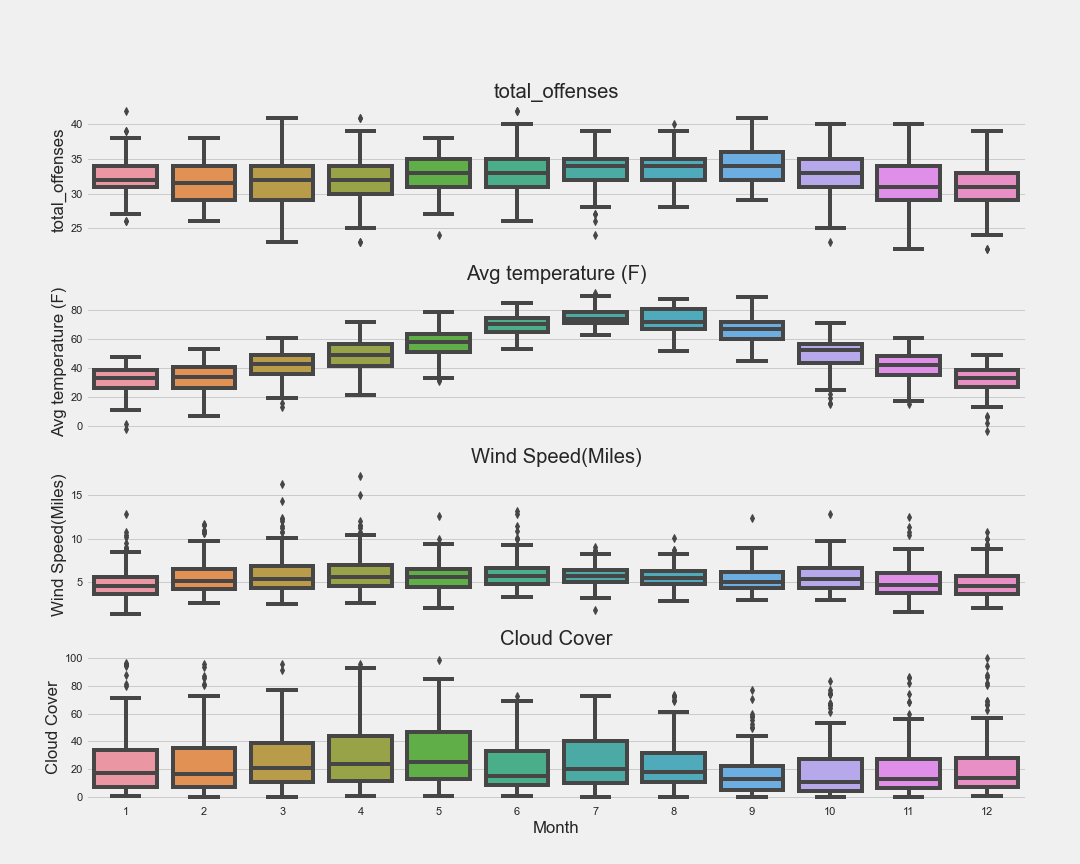 total_offenses
total_offenses
40
35
30
25
Avg temperature (F)
Avg temperature (F)
80
60
40
20
0
Wind Speed(Miles)
Wind Speed(Miles)
15
10
5
Cloud Cover
Cloud Cover
100
80
60
40
20
0
1 2 3 4 5 6 7 8 9 10 11 12
Month